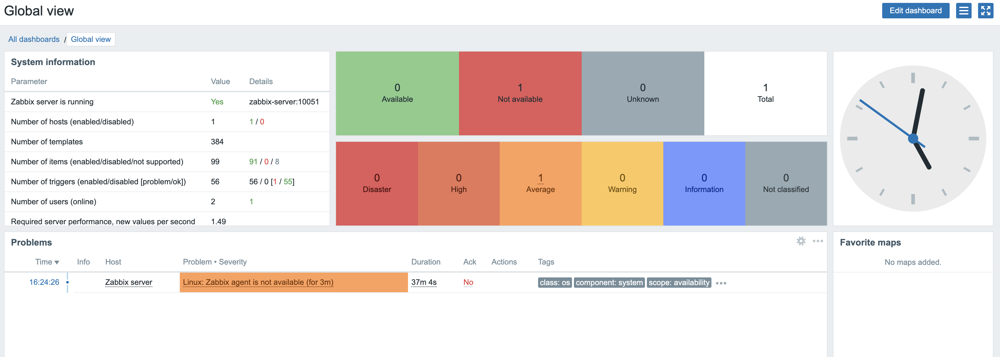 Global view
Edit dashboard
All dashboards / Global view
System information
Parameter Value Details
Zabbix server is running Yes zabbix-server:10051
Number of hosts (enabled/disabled) 1 1 / 0
Number of templates 384
Number of items (enabled/disabled/not supported) 99 91 / 0 / 8
Number of triggers (enabled/disabled [problem/ok]) 56 56 / 0 [1 / 55]
Number of users (online) 2 1
Required server performance, new values per second 1.49
0
Available
1
Not available
0
Unknown
1
Total
0
Disaster
0
High
1
Average
0
Warning
0
Information
0
Not classified
Problems
Time Info Host Problem • Severity Duration Ack Actions Tags
16:24:26 Zabbix server Linux: Zabbix agent is not available (for 3m) 37m 4s No class: os component: system scope: availability
Favorite maps
No maps added.